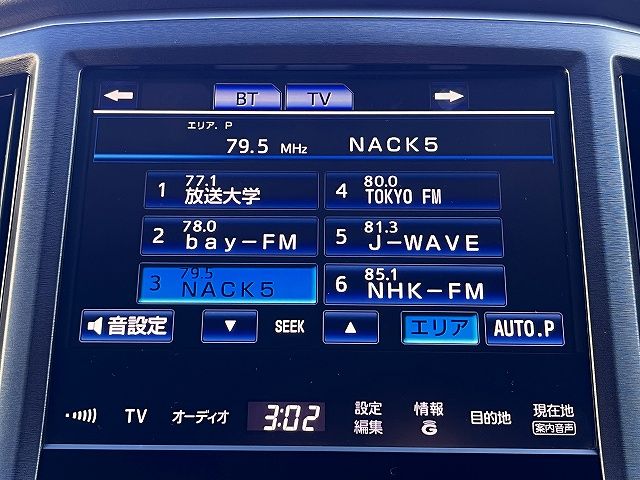 BT TV
エリア. P
79.5 MHz NACK5
1 77.1 放送大学
4 80.0 TOKYO FM
2 78.0 bay-FM
5 81.3 J-WAVE
3 79.5 NACK5
6 85.1 NHK-FM
音設定 ▼ SEEK ▲ エリア AUTO.P
TV オーディオ 3:02 設定編集 情報G 目的地 現在地
案内音声